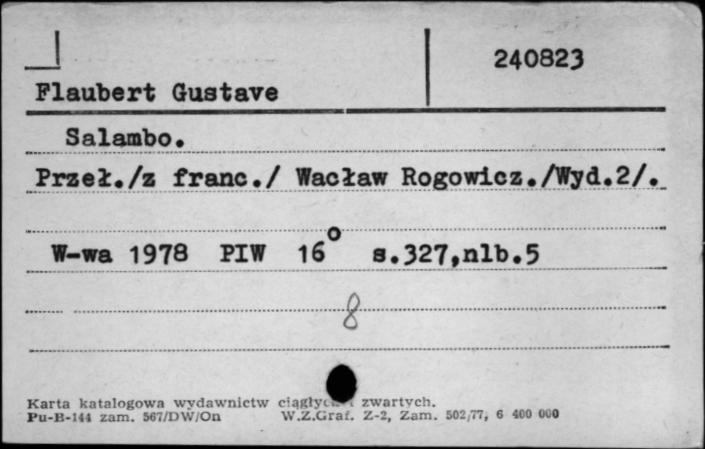 240823
Flaubert Gustave
Salambo.
Przeł./z franc./ Wacław Rogowicz./Wyd.2/.
W-wa 1978 PIW 16° s.327,nlb.5
8
Karta katalogowa wydawnictw zwartych.
Pu-B-144 zam. 567/DW/On W.Z.Graf. Z-2, Zam. 502/77, 6 400 000